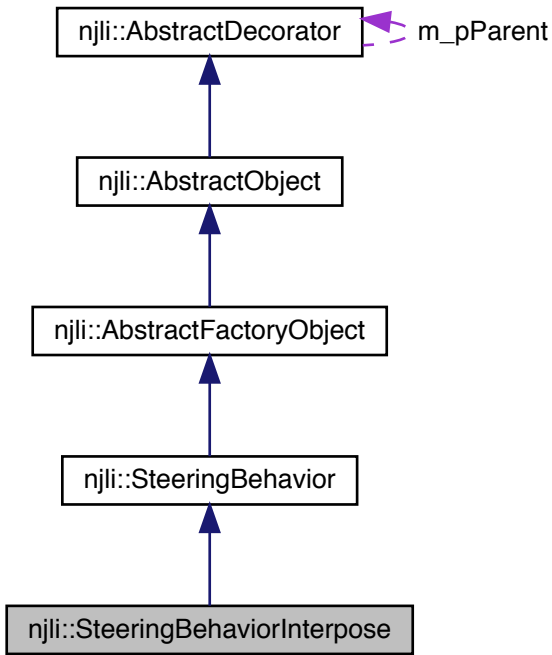 njli::AbstractDecorator
m_pParent
njli::AbstractObject
njli::AbstractFactoryObject
njli::SteeringBehavior
njli::SteeringBehaviorInterpose